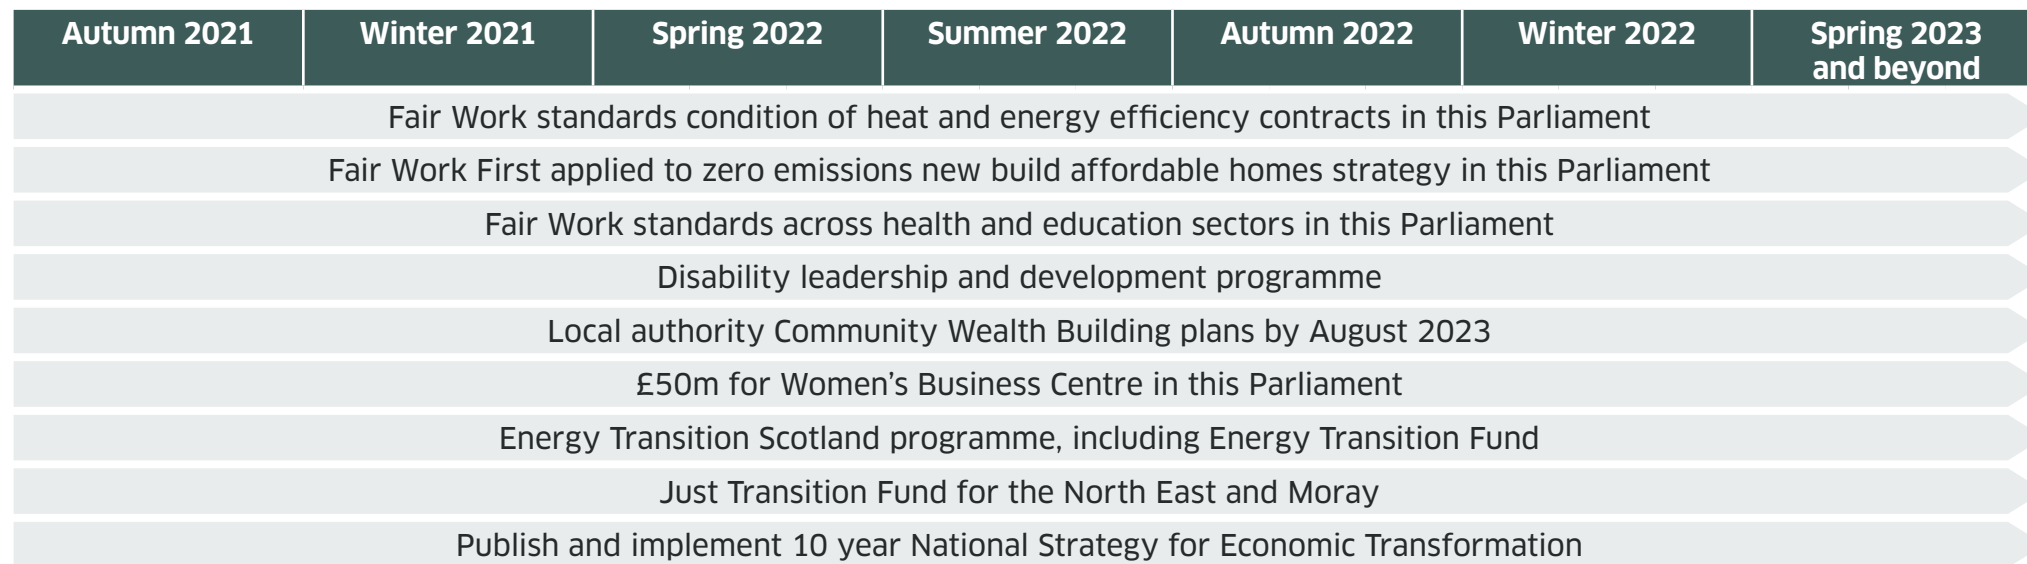 Autumn 2021
Winter 2021
Spring 2022
Summer 2022
Autumn 2022
Winter 2022
Spring 2023
and beyond
Fair Work standards condition of heat and energy efficiency contracts in this Parliament
Fair Work First applied to zero emissions new build affordable homes strategy in this Parliament
Fair Work standards across health and education sectors in this Parliament
Disability leadership and development programme
Local authority Community Wealth Building plans by August 2023
£50m for Women’s Business Centre in this Parliament
Energy Transition Scotland programme, including Energy Transition Fund
Just Transition Fund for the North East and Moray
Publish and implement 10 year National Strategy for Economic Transformation